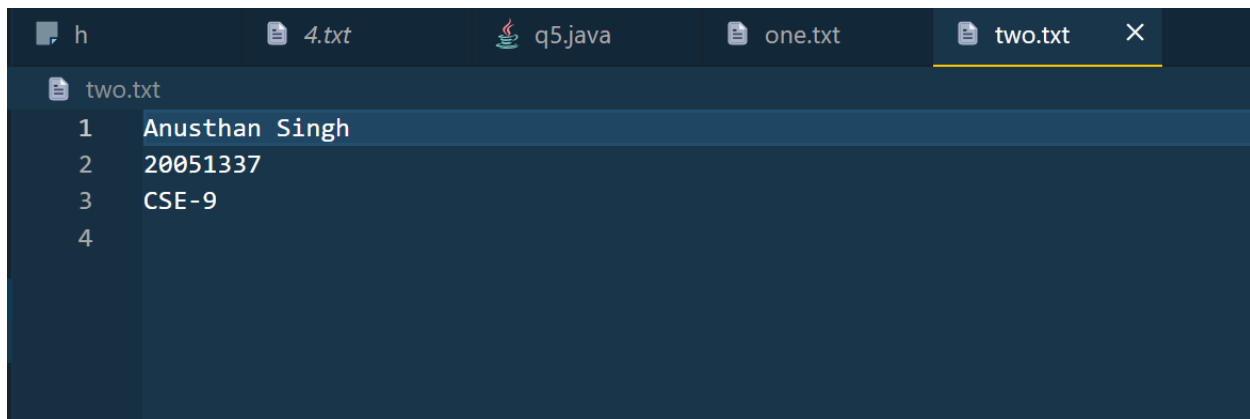 h 4.txt q5.java one.txt two.txt ×
two.txt
1 Anusthan Singh
2 20051337
3 CSE-9
4